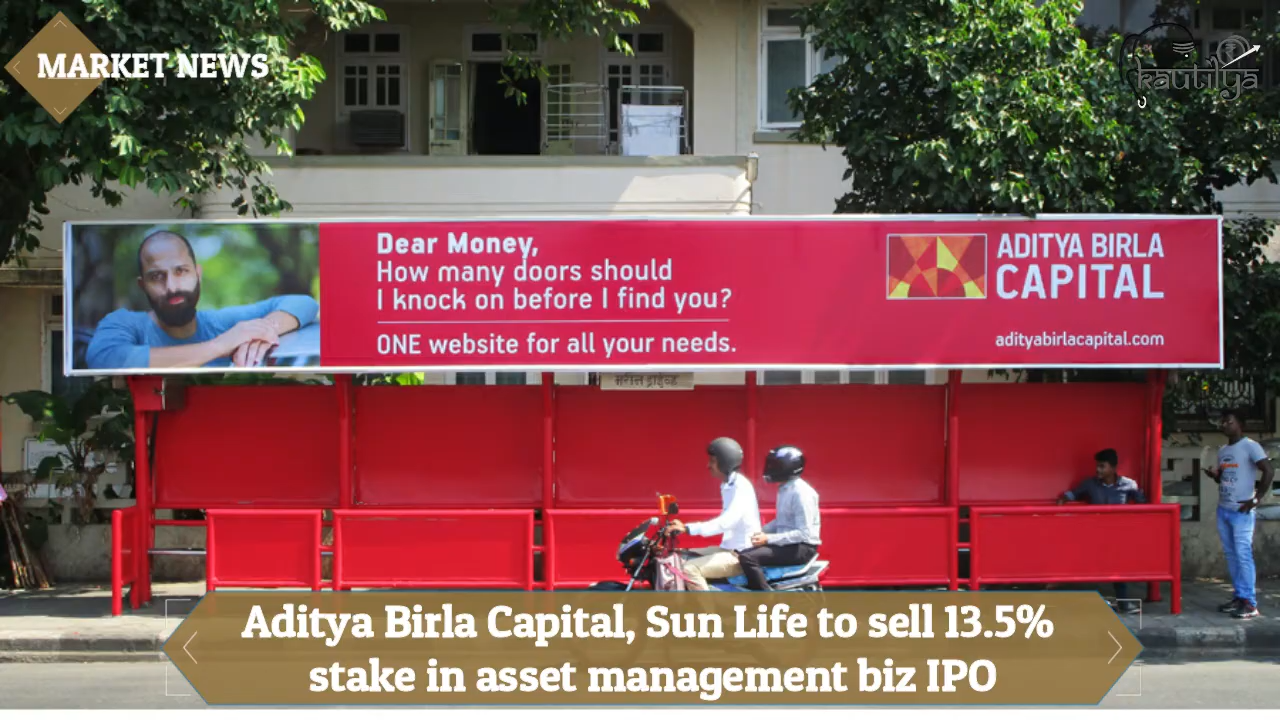 MARKET NEWS
kautilya
Dear Money,
How many doors should
I knock on before I find you?
ONE website for all your needs.
ADITYA BIRLA
CAPITAL
adityabirlacapital.com
मरीन ड्राईव्ह
Aditya Birla Capital, Sun Life to sell 13.5%
stake in asset management biz IPO